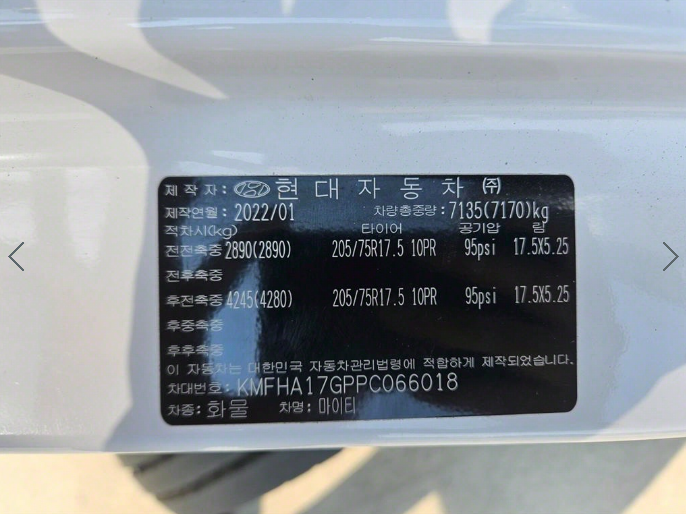 제 작 자: 현 대 자 동 차 ㈜
제작연월: 2022/01 차량총중량: 7135(7170)kg
적차시(kg) 타이어 공기압 림
전전축중 2890(2890) 205/75R17.5 10PR 95psi 17.5X5.25
전후축중
후전축중 4245(4280) 205/75R17.5 10PR 95psi 17.5X5.25
후중축중
후후축중
이 자동차는 대한민국 자동차관리법령에 적합하게 제작되었습니다.
차대번호: KMFHA17GPPC066018
차종: 화물 차명: 마이티